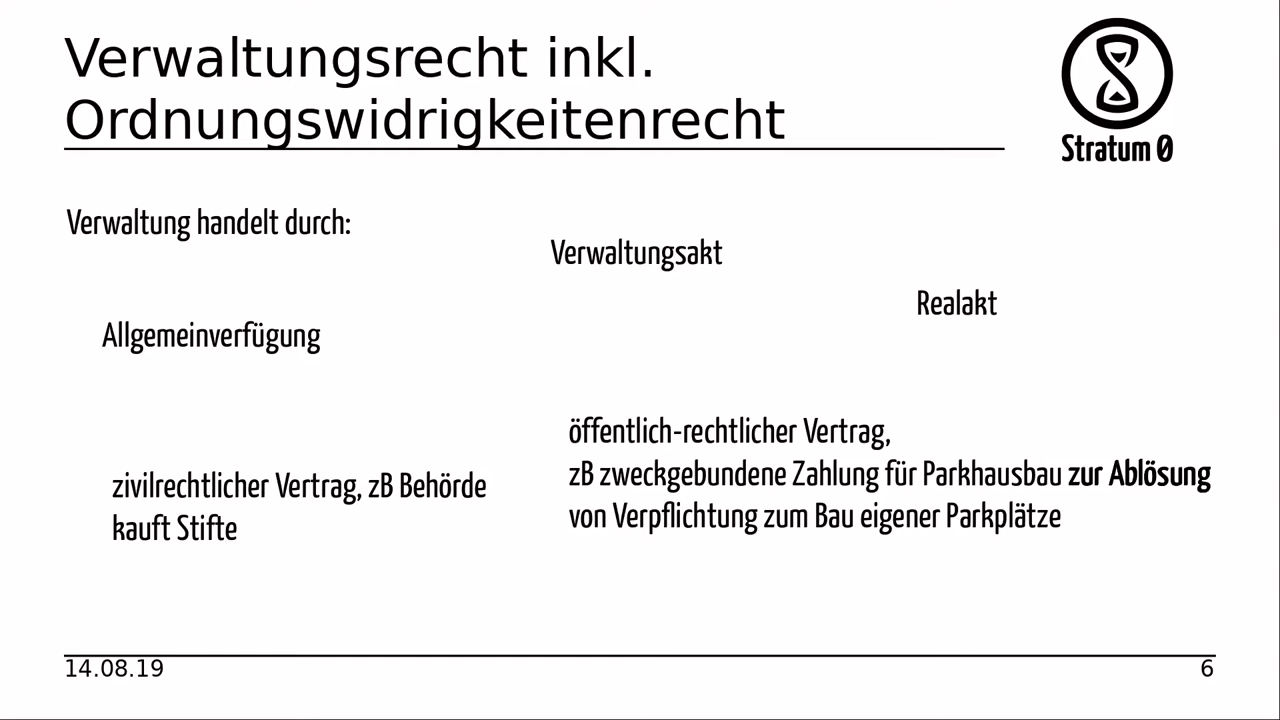 Verwaltungsrecht inkl.
Ordnungswidrigkeitenrecht
Stratum 0
Verwaltung handelt durch:
Verwaltungsakt
Realakt
Allgemeinverfügung
öffentlich-rechtlicher Vertrag,
zB zweckgebundene Zahlung für Parkhausbau zur Ablösung
von Verpflichtung zum Bau eigener Parkplätze
zivilrechtlicher Vertrag, zB Behörde
kauft Stifte
14.08.19
6